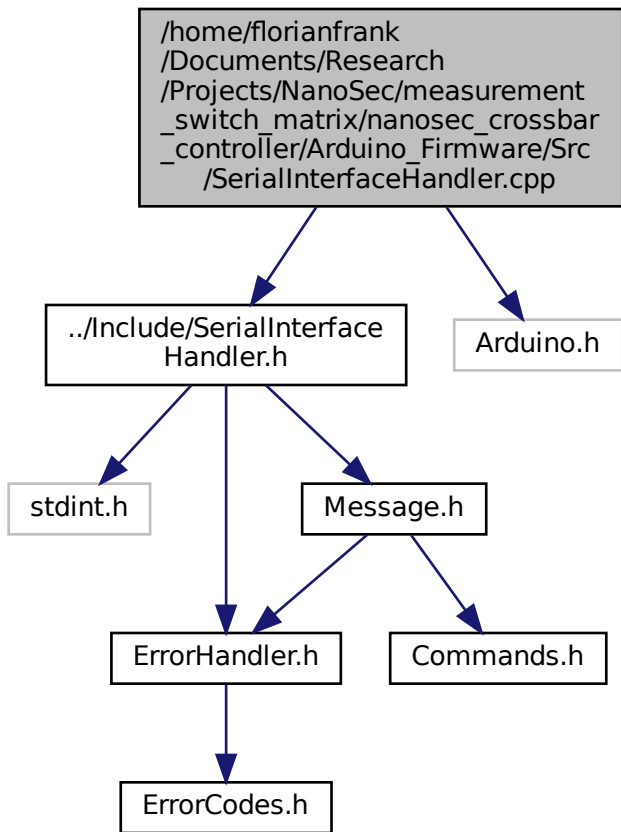 /home/florianfrank
/Documents/Research
/Projects/NanoSec/measurement
_switch_matrix/nanosec_crossbar
_controller/Arduino_Firmware/Src
/SerialInterfaceHandler.cpp
../Include/SerialInterface
Handler.h
Arduino.h
stdint.h
Message.h
ErrorHandler.h
Commands.h
ErrorCodes.h